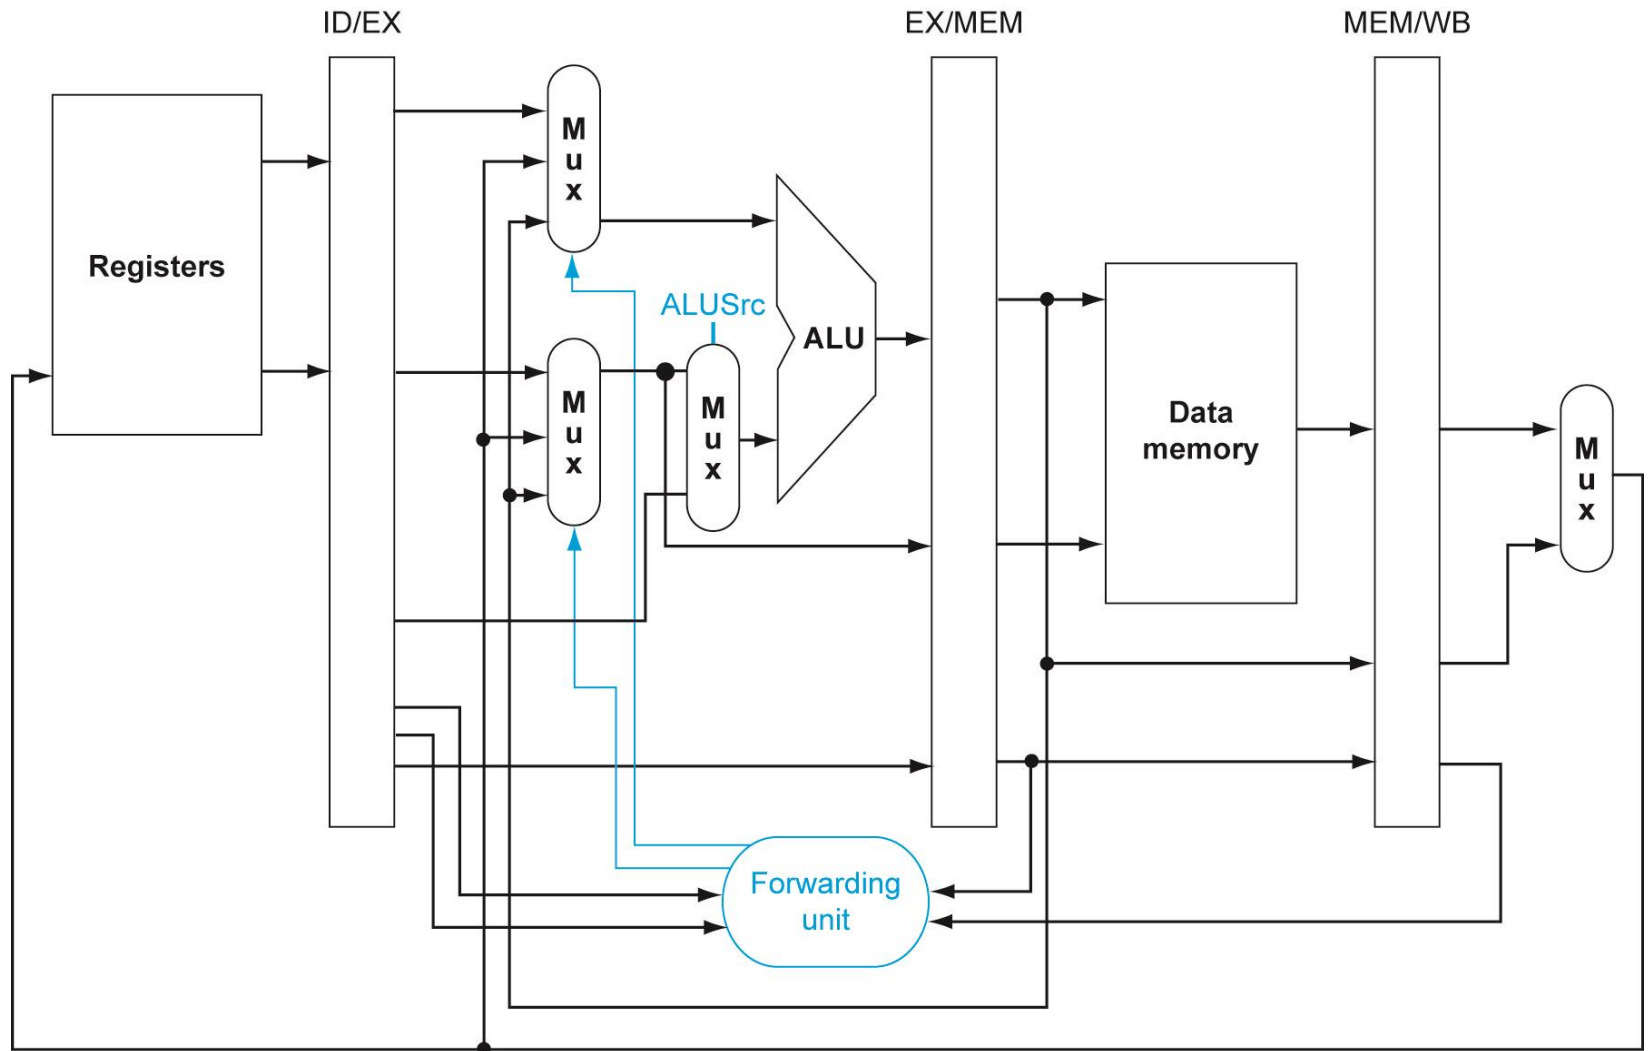 ID/EX
EX/MEM
MEM/WB
M
u
x
Registers
ALUSrc
ALU
M
u
x
M
u
x
Data
memory
M
u
x
Forwarding
unit